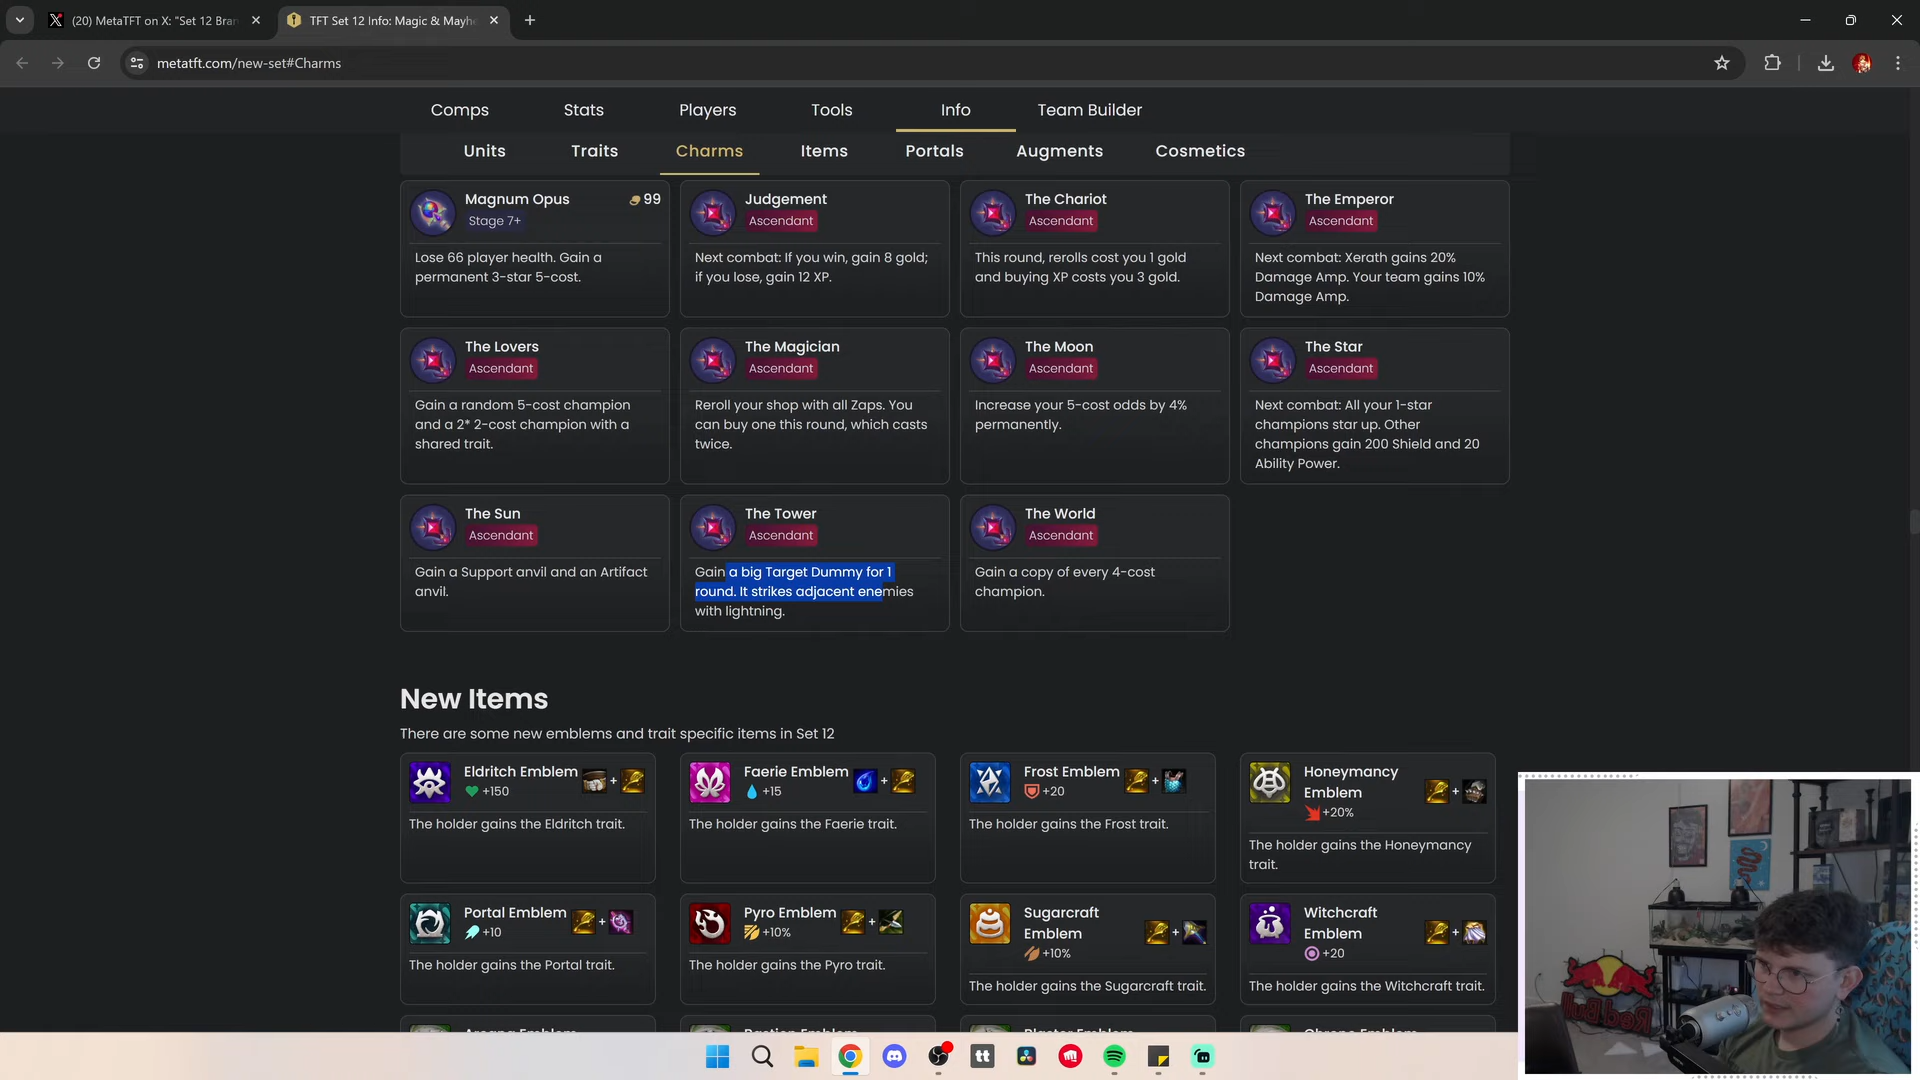 (20) MetaTFT on X: "Set 12 Bran
TFT Set 12 Info: Magic & Mayhe
metatft.com/new-set#Charms
Comps
Stats
Players
Tools
Info
Team Builder
Units
Traits
Charms
Items
Portals
Augments
Cosmetics
Magnum Opus
99
Stage 7+
Lose 66 player health. Gain a
permanent 3-star 5-cost.
Judgement
Ascendant
Next combat: If you win, gain 8 gold;
if you lose, gain 12 XP.
The Chariot
Ascendant
This round, rerolls cost you 1 gold
and buying XP costs you 3 gold.
The Emperor
Ascendant
Next combat: Xerath gains 20%
Damage Amp. Your team gains 10%
Damage Amp.
The Lovers
Ascendant
Gain a random 5-cost champion
and a 2* 2-cost champion with a
shared trait.
The Magician
Ascendant
Reroll your shop with all Zaps. You
can buy one this round, which casts
twice.
The Moon
Ascendant
Increase your 5-cost odds by 4%
permanently.
The Star
Ascendant
Next combat: All your 1-star
champions star up. Other
champions gain 200 Shield and 20
Ability Power.
The Sun
Ascendant
Gain a Support anvil and an Artifact
anvil.
The Tower
Ascendant
Gain a big Target Dummy for 1
round. It strikes adjacent enemies
with lightning.
The World
Ascendant
Gain a copy of every 4-cost
champion.
New Items
There are some new emblems and trait specific items in Set 12
Eldritch Emblem
+
+150
The holder gains the Eldritch trait.
Faerie Emblem
+
+15
The holder gains the Faerie trait.
Frost Emblem
+
+20
The holder gains the Frost trait.
Honeymancy
Emblem
+
+20%
The holder gains the Honeymancy
trait.
Portal Emblem
+
+10
The holder gains the Portal trait.
Pyro Emblem
+
+10%
The holder gains the Pyro trait.
Sugarcraft
Emblem
+
+10%
The holder gains the Sugarcraft trait.
Witchcraft
Emblem
+
+20
The holder gains the Witchcraft trait.
Arcana Emblem
Bastion Emblem
Blaster Emblem
Chrono Emblem
Red Bull
tt